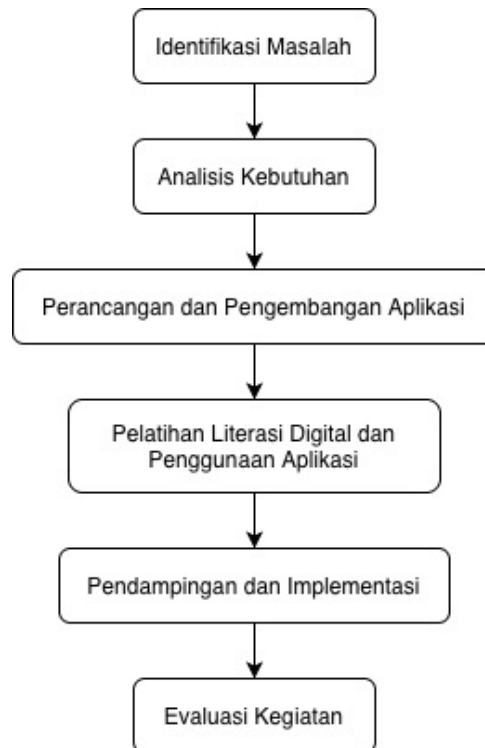 Identifikasi Masalah
Analisis Kebutuhan
Perancangan dan Pengembangan Aplikasi
Pelatihan Literasi Digital dan
Penggunaan Aplikasi
Pendampingan dan Implementasi
Evaluasi Kegiatan